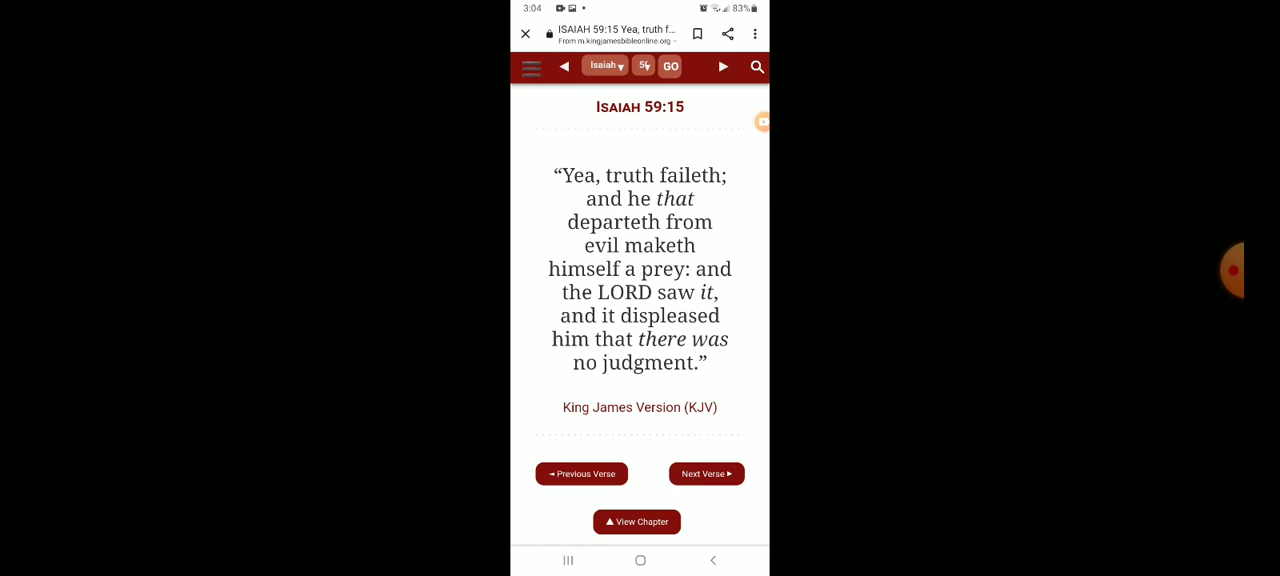 3:04 83%
ISAIAH 59:15 Yea, truth f...
From m.kingjamesbibleonline.org –
Isaiah GO
ISAIAH 59:15
“Yea, truth faileth;
and he that
departeth from
evil maketh
himself a prey: and
the LORD saw it,
and it displeased
him that there was
no judgment.”
King James Version (KJV)
Previous Verse Next Verse
View Chapter